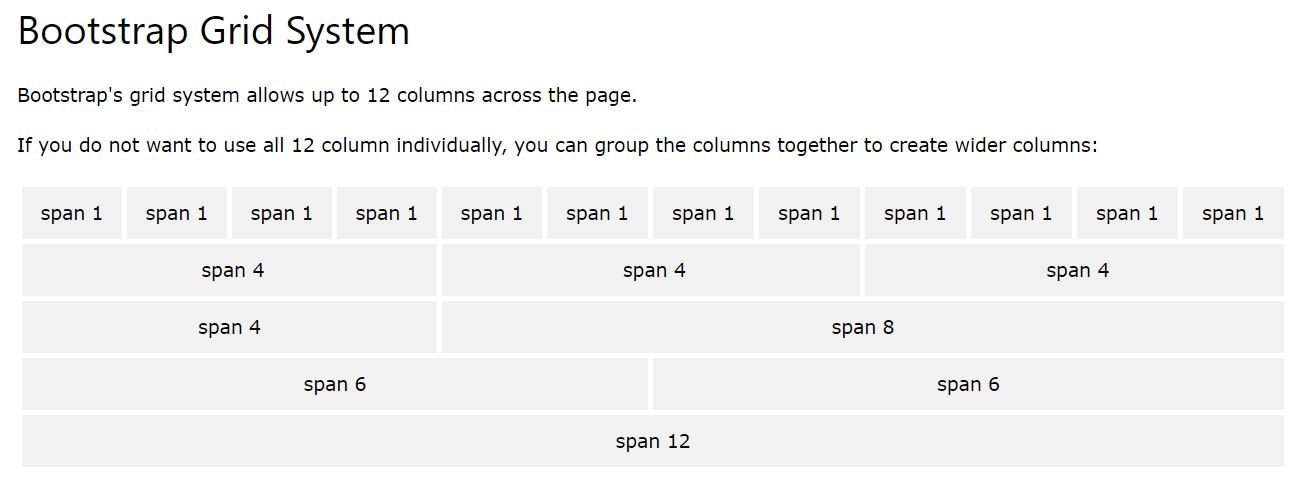 Bootstrap Grid System
Bootstrap's grid system allows up to 12 columns across the page.
If you do not want to use all 12 column individually, you can group the columns together to create wider columns:
span 1 span 1 span 1 span 1 span 1 span 1 span 1 span 1 span 1 span 1 span 1 span 1
span 4 span 4 span 4
span 4 span 8
span 6 span 6
span 12